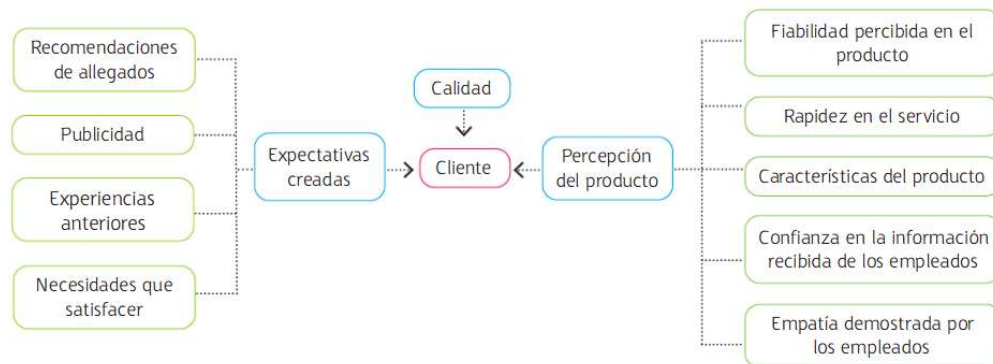 Recomendaciones
de allegados
Publicidad
Experiencias
anteriores
Necesidades que
satisfacer
Expectativas
creadas
Calidad
Cliente
Percepción
del producto
Fiabilidad percibida en el
producto
Rapidez en el servicio
Características del producto
Confianza en la información
recibida de los empleados
Empatía demostrada por
los empleados